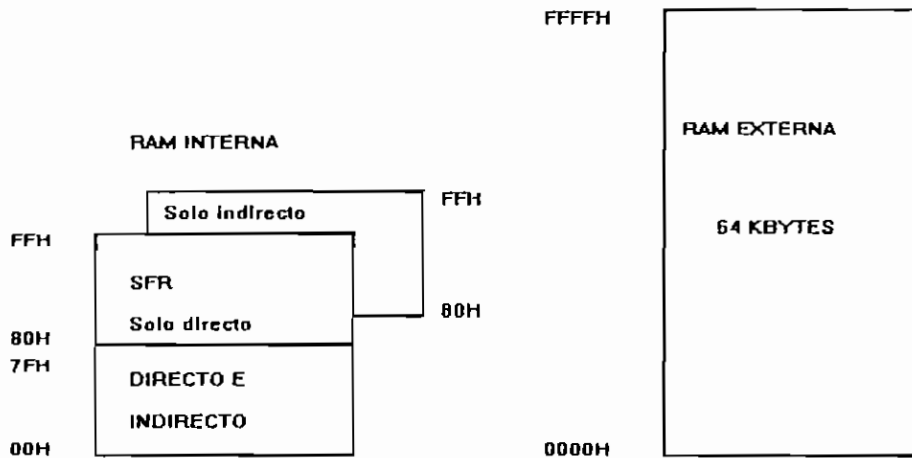 FFFFH
RAM INTERNA
RAM EXTERNA
Solo indirecto
FFH
64 KBYTES
FFH
SFR
80H
Solo directo
80H
7FH
DIRECTO E
INDIRECTO
00H
0000H